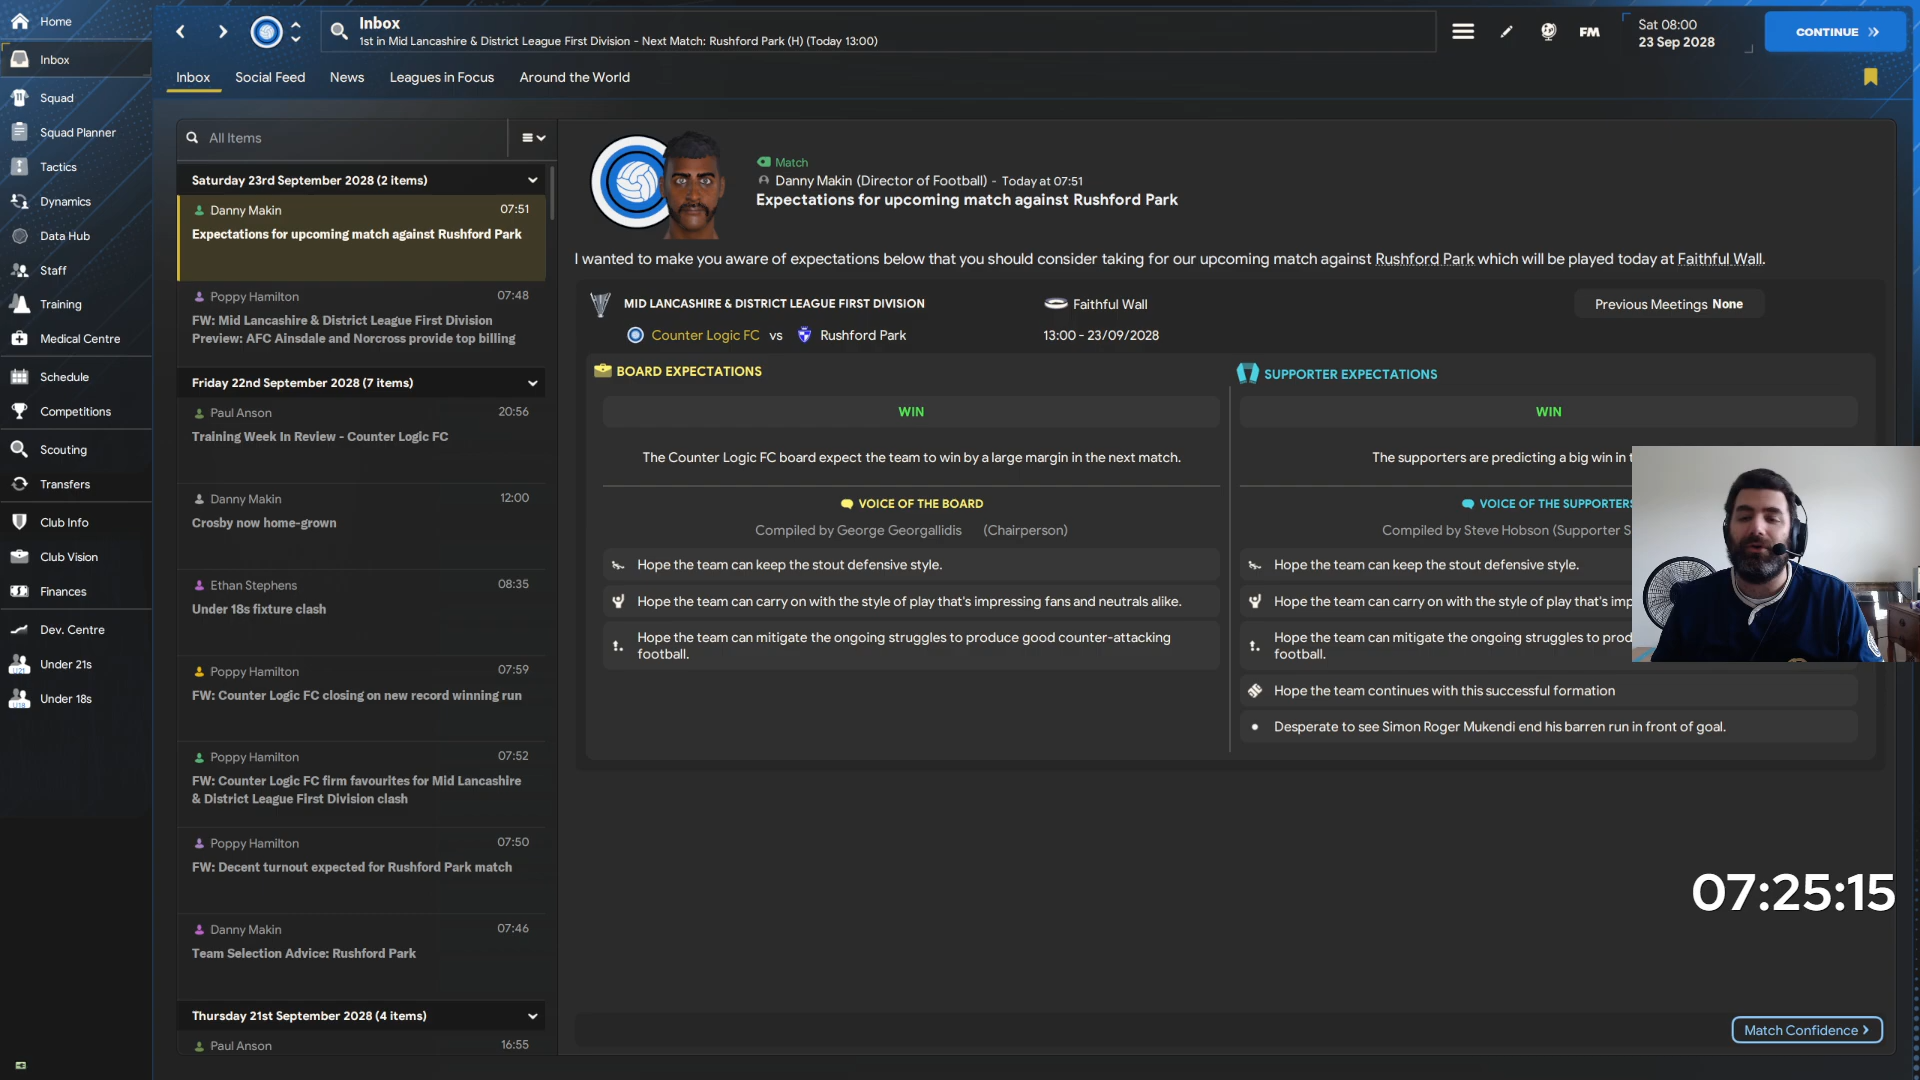 Home
Inbox
Squad
Squad Planner
Tactics
Dynamics
Data Hub
Staff
Training
Medical Centre
Schedule
Competitions
Scouting
Transfers
Club Info
Club Vision
Finances
Dev. Centre
Under 21s
Under 18s
Inbox
1st in Mid Lancashire & District League First Division - Next Match: Rushford Park (H) (Today 13:00)
FM
Sat 08:00
23 Sep 2028
CONTINUE
Inbox
Social Feed
News
Leagues in Focus
Around the World
All Items
Saturday 23rd September 2028 (2 items)
Danny Makin 07:51
Expectations for upcoming match against Rushford Park
Poppy Hamilton 07:48
FW: Mid Lancashire & District League First Division
Preview: AFC Ainsdale and Norcross provide top billing
Friday 22nd September 2028 (7 items)
Paul Anson 20:56
Training Week In Review - Counter Logic FC
Danny Makin 12:00
Crosby now home-grown
Ethan Stephens 08:35
Under 18s fixture clash
Poppy Hamilton 07:59
FW: Counter Logic FC closing on new record winning run
Poppy Hamilton 07:52
FW: Counter Logic FC firm favourites for Mid Lancashire
& District League First Division clash
Poppy Hamilton 07:50
FW: Decent turnout expected for Rushford Park match
Danny Makin 07:46
Team Selection Advice: Rushford Park
Thursday 21st September 2028 (4 items)
Paul Anson 16:55
Match
Danny Makin (Director of Football) - Today at 07:51
Expectations for upcoming match against Rushford Park
I wanted to make you aware of expectations below that you should consider taking for our upcoming match against Rushford Park which will be played today at Faithful Wall.
MID LANCASHIRE & DISTRICT LEAGUE FIRST DIVISION
Counter Logic FC vs Rushford Park
Faithful Wall
13:00 - 23/09/2028
Previous Meetings None
BOARD EXPECTATIONS
WIN
The Counter Logic FC board expect the team to win by a large margin in the next match.
VOICE OF THE BOARD
Compiled by George Georgallidis (Chairperson)
Hope the team can keep the stout defensive style.
Hope the team can carry on with the style of play that's impressing fans and neutrals alike.
Hope the team can mitigate the ongoing struggles to produce good counter-attacking
football.
SUPPORTER EXPECTATIONS
WIN
The supporters are predicting a big win in
VOICE OF THE SUPPORTERS
Compiled by Steve Hobson (Supporter
Hope the team can keep the stout defensive style.
Hope the team can carry on with the style of play that's
Hope the team can mitigate the ongoing struggles to
football.
Hope the team continues with this successful formation
Desperate to see Simon Roger Mukendi end his barren run in front of goal.
07:25:15
Match Confidence